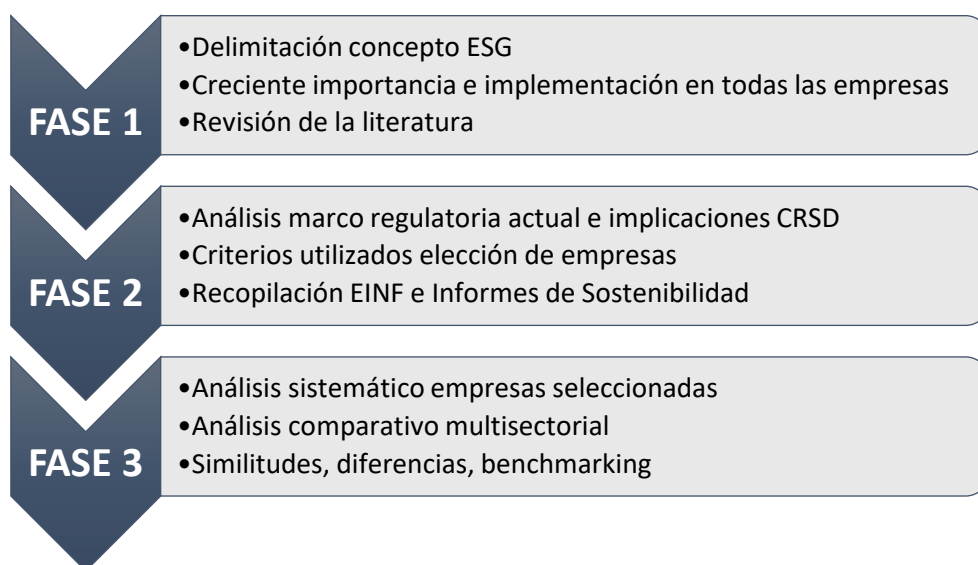 FASE 1
•Delimitación concepto ESG
•Creciente importancia e implementación en todas las empresas
•Revisión de la literatura
FASE 2
•Análisis marco regulatoria actual e implicaciones CRSD
•Criterios utilizados elección de empresas
•Recopilación EINF e Informes de Sostenibilidad
FASE 3
•Análisis sistemático empresas seleccionadas
•Análisis comparativo multisectorial
•Similitudes, diferencias, benchmarking